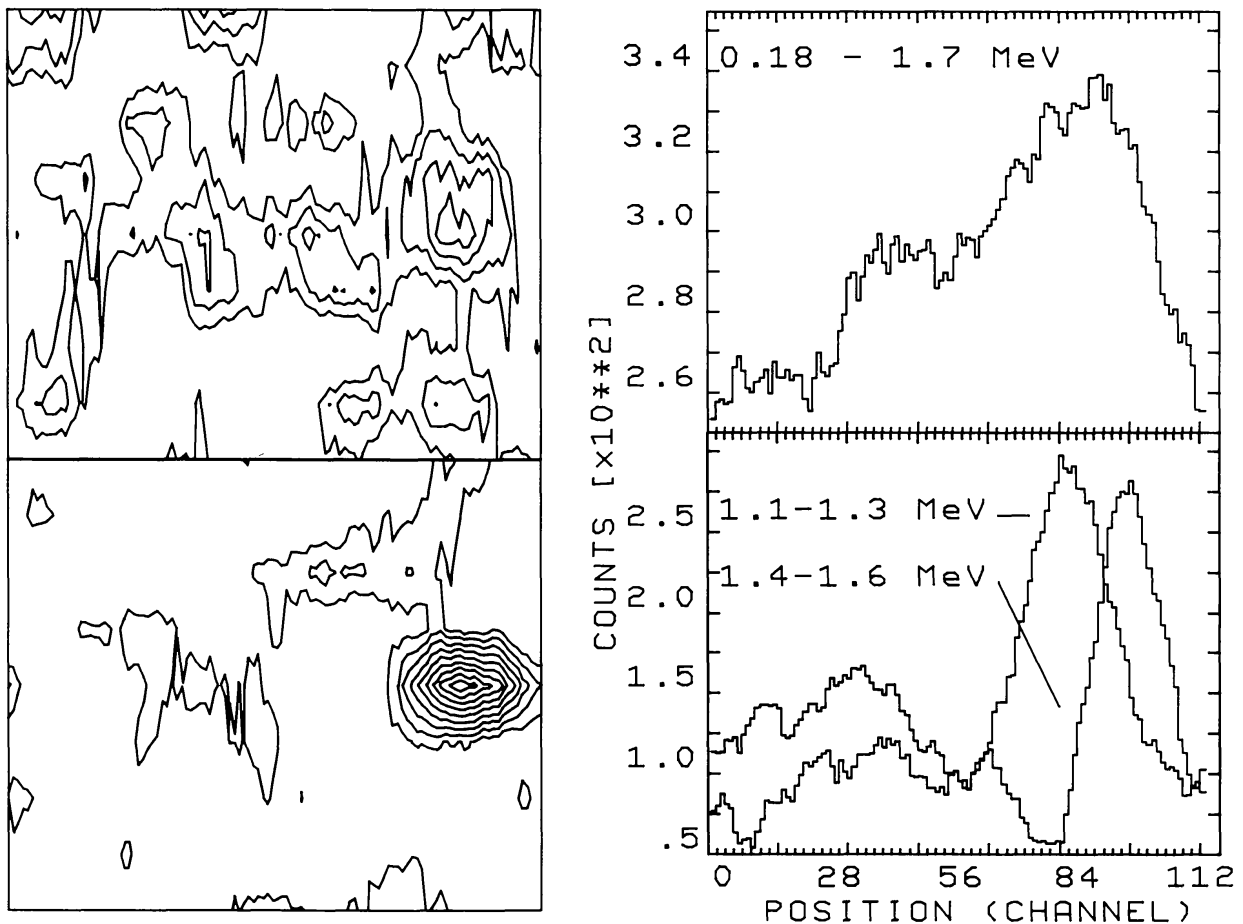 0.18 - 1.7 MeV
3.4
3.2
3.0
2.8
2.6
COUNTS [x10**2]
1.1-1.3 MeV
1.4-1.6 MeV
2.5
2.0
1.5
1.0
.5
0 28 56 84 112
POSITION (CHANNEL)